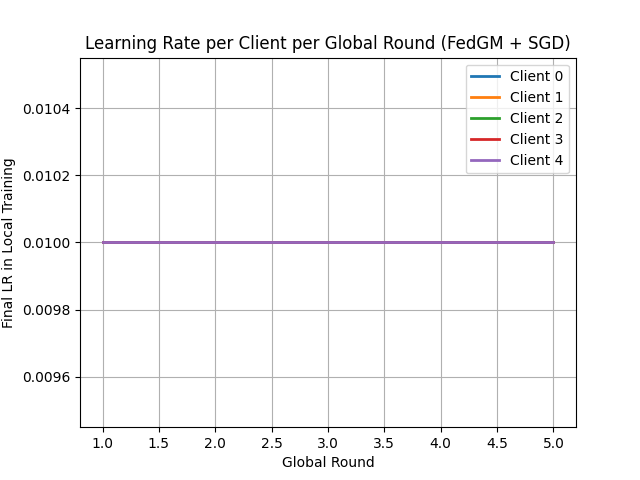 Learning Rate per Client per Global Round (FedGM + SGD)
Client 0
Client 1
Client 2
Client 3
Client 4
Final LR in Local Training
0.0104
0.0102
0.0100
0.0098
0.0096
1.0 1.5 2.0 2.5 3.0 3.5 4.0 4.5 5.0
Global Round